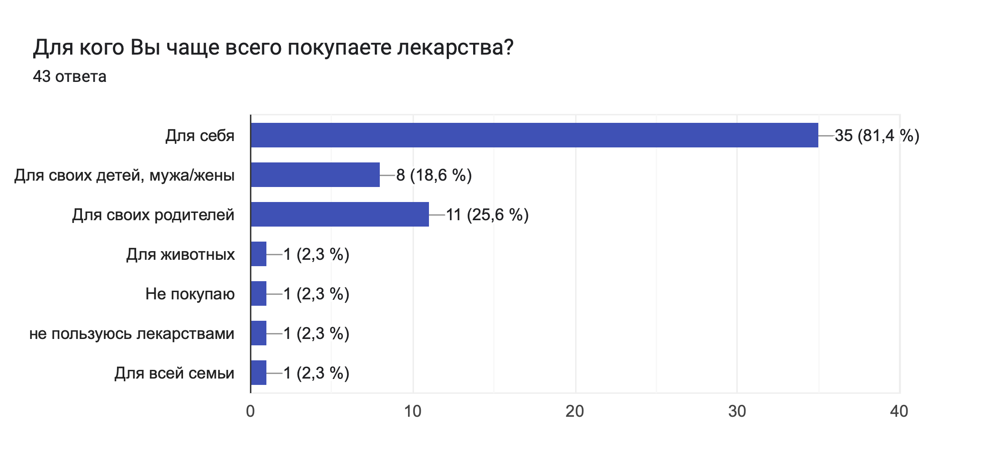 Для кого Вы чаще всего покупаете лекарства?
43 ответа
Для себя
35 (81,4 %)
Для своих детей, мужа/жены
8 (18,6 %)
Для своих родителей
11 (25,6 %)
Для животных
1 (2,3 %)
Не покупаю
1 (2,3 %)
не пользуюсь лекарствами
1 (2,3 %)
Для всей семьи
1 (2,3 %)
0 10 20 30 40